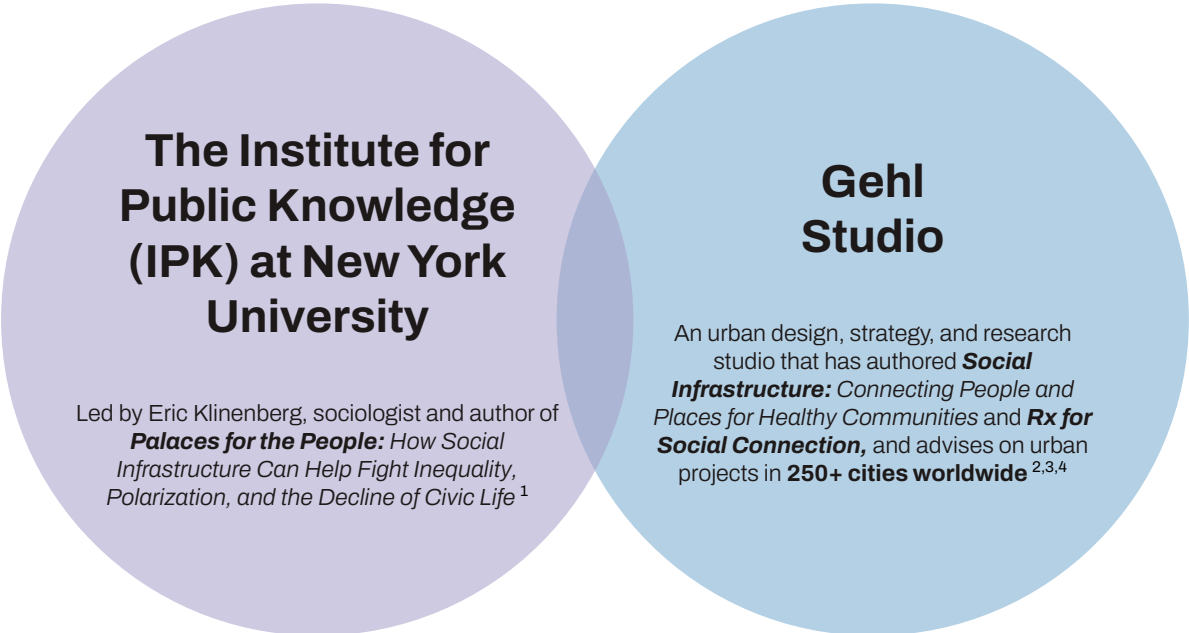 The Institute for
Public Knowledge
(IPK) at New York
University
Led by Eric Klinenberg, sociologist and author of
Palaces for the People: How Social
Infrastructure Can Help Fight Inequality,
Polarization, and the Decline of Civic Life 1
Gehl
Studio
An urban design, strategy, and research
studio that has authored Social
Infrastructure: Connecting People and
Places for Healthy Communities and Rx for
Social Connection, and advises on urban
projects in 250+ cities worldwide 2,3,4